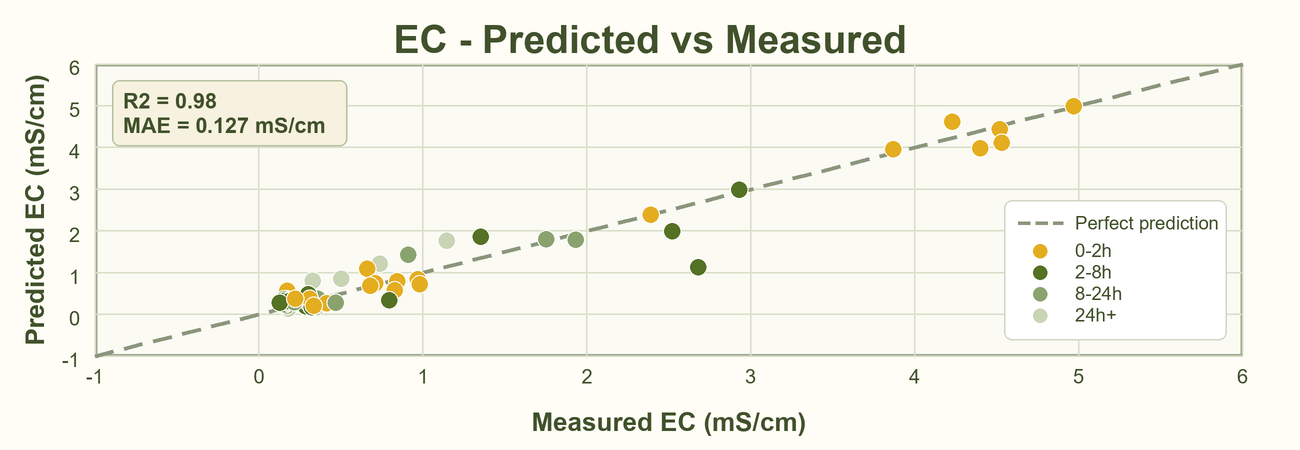 EC - Predicted vs Measured
R2 = 0.98
MAE = 0.127 mS/cm
Predicted EC (mS/cm)
6
5
4
3
2
1
0
-1
-1 0 1 2 3 4 5 6
Measured EC (mS/cm)
Perfect prediction
0-2h
2-8h
8-24h
24h+